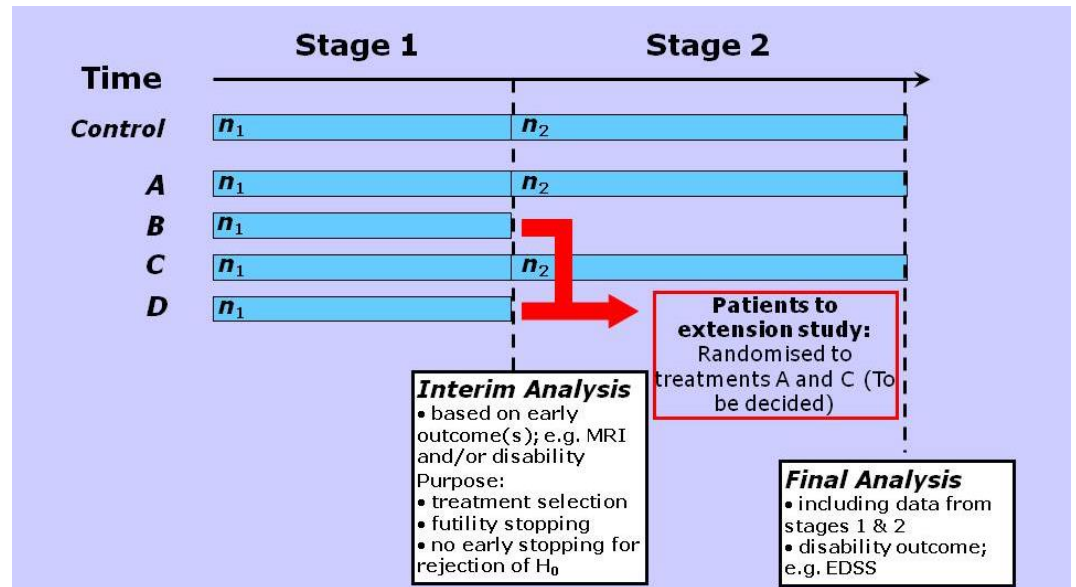 Stage 1
Stage 2
Time
Control
n₁
n₂
A
n₁
n₂
B
n₁
C
n₁
n₂
D
n₁
Patients to
extension study:
Randomised to
treatments A and C (To
be decided)
Interim Analysis
• based on early
outcome(s); e.g. MRI
and/or disability
Purpose:
• treatment selection
• futility stopping
• no early stopping for
rejection of H₀
Final Analysis
• including data from
stages 1 & 2
• disability outcome;
e.g. EDSS